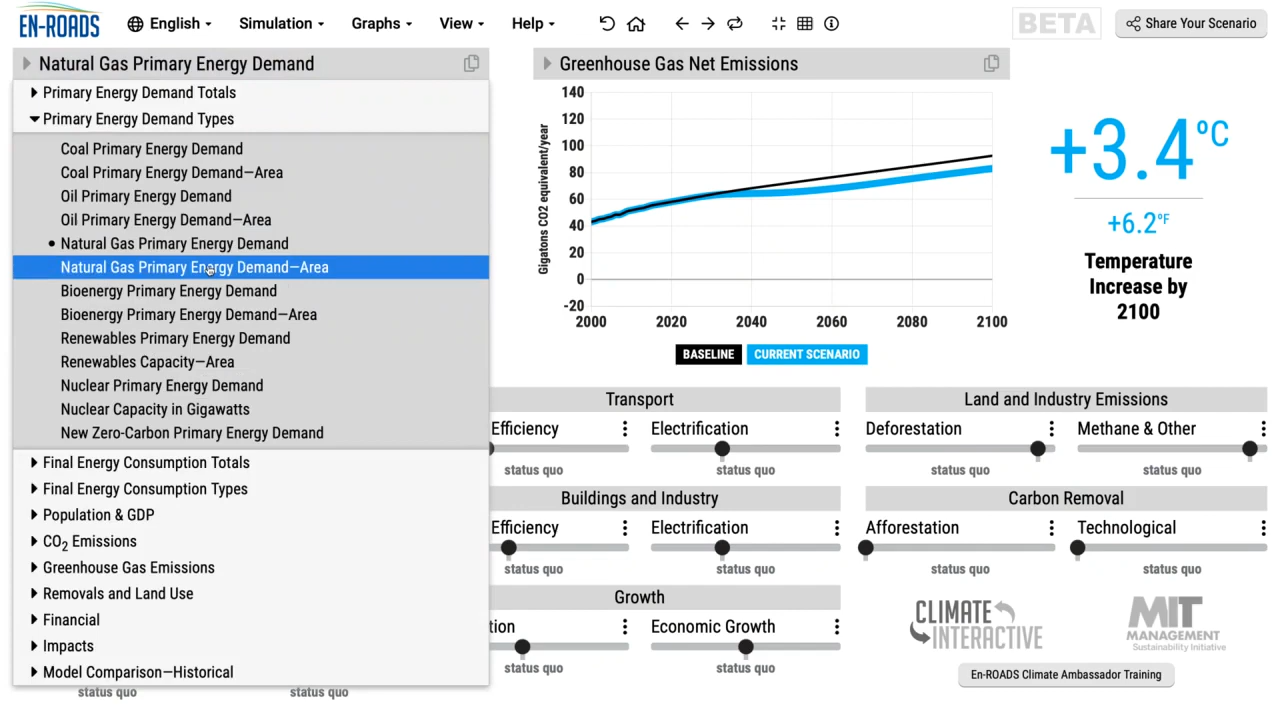 EN-ROADS
English
Simulation
Graphs
View
Help
BETA
Share Your Scenario
Natural Gas Primary Energy Demand
Primary Energy Demand Totals
Primary Energy Demand Types
Coal Primary Energy Demand
Coal Primary Energy Demand—Area
Oil Primary Energy Demand
Oil Primary Energy Demand—Area
Natural Gas Primary Energy Demand
Natural Gas Primary Energy Demand—Area
Bioenergy Primary Energy Demand
Bioenergy Primary Energy Demand—Area
Renewables Primary Energy Demand
Renewables Capacity—Area
Nuclear Primary Energy Demand
Nuclear Capacity in Gigawatts
New Zero-Carbon Primary Energy Demand
Final Energy Consumption Totals
Final Energy Consumption Types
Population & GDP
CO2 Emissions
Greenhouse Gas Emissions
Removals and Land Use
Financial
Impacts
Model Comparison—Historical
status quo
status quo
Greenhouse Gas Net Emissions
Gigatons CO2 equivalent/year
140
120
100
80
60
40
20
0
-20
2000
2020
2040
2060
2080
2100
BASELINE
CURRENT SCENARIO
+3.4°C
+6.2°F
Temperature
Increase by
2100
Transport
Efficiency
Electrification
status quo
status quo
Buildings and Industry
Efficiency
Electrification
status quo
status quo
Growth
tion
Economic Growth
status quo
status quo
Land and Industry Emissions
Deforestation
Methane & Other
status quo
status quo
Carbon Removal
Afforestation
Technological
status quo
status quo
CLIMATE
INTERACTIVE
MIT
MANAGEMENT
Sustainability Initiative
En-ROADS Climate Ambassador Training